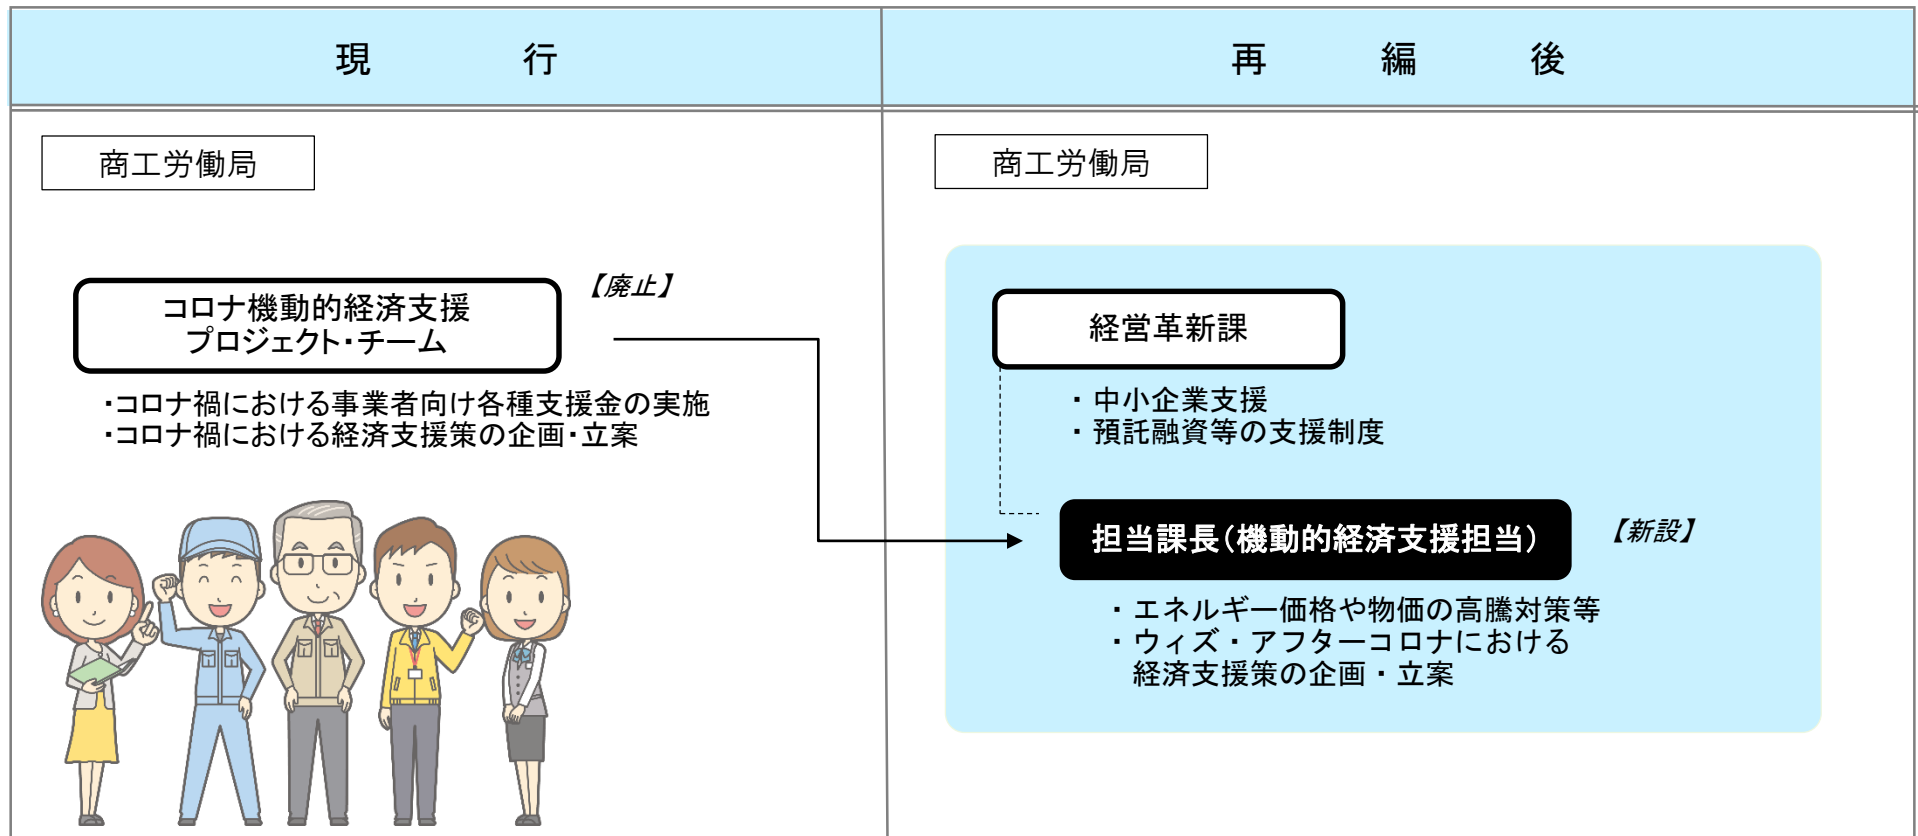 現　行
再　編　後
商工労働局
コロナ機動的経済支援
プロジェクト・チーム
【廃止】
・コロナ禍における事業者向け各種支援金の実施
・コロナ禍における経済支援策の企画・立案
商工労働局
経営革新課
・中小企業支援
・預託融資等の支援制度
担当課長（機動的経済支援担当）
【新設】
・エネルギー価格や物価の高騰対策等
・ウィズ・アフターコロナにおける
経済支援策の企画・立案